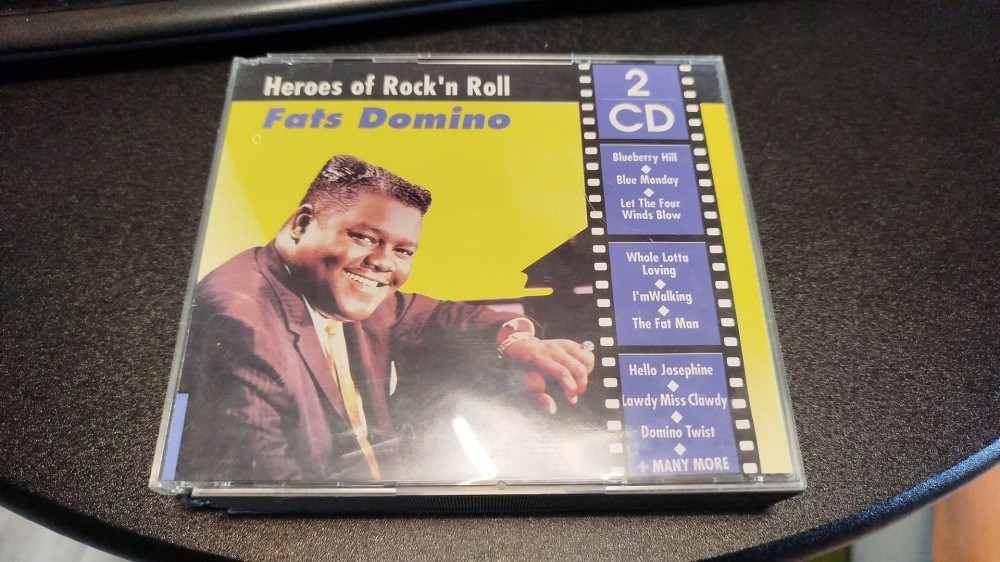 Heroes of Rock'n Roll
Fats Domino
2
CD
Blueberry Hill
Blue Monday
Let The Four
Winds Blow
Whole Lotta
Loving
I'mWalking
The Fat Man
Hello Josephine
Lawdy Miss Clawdy
Domino Twist
+ MANY MORE